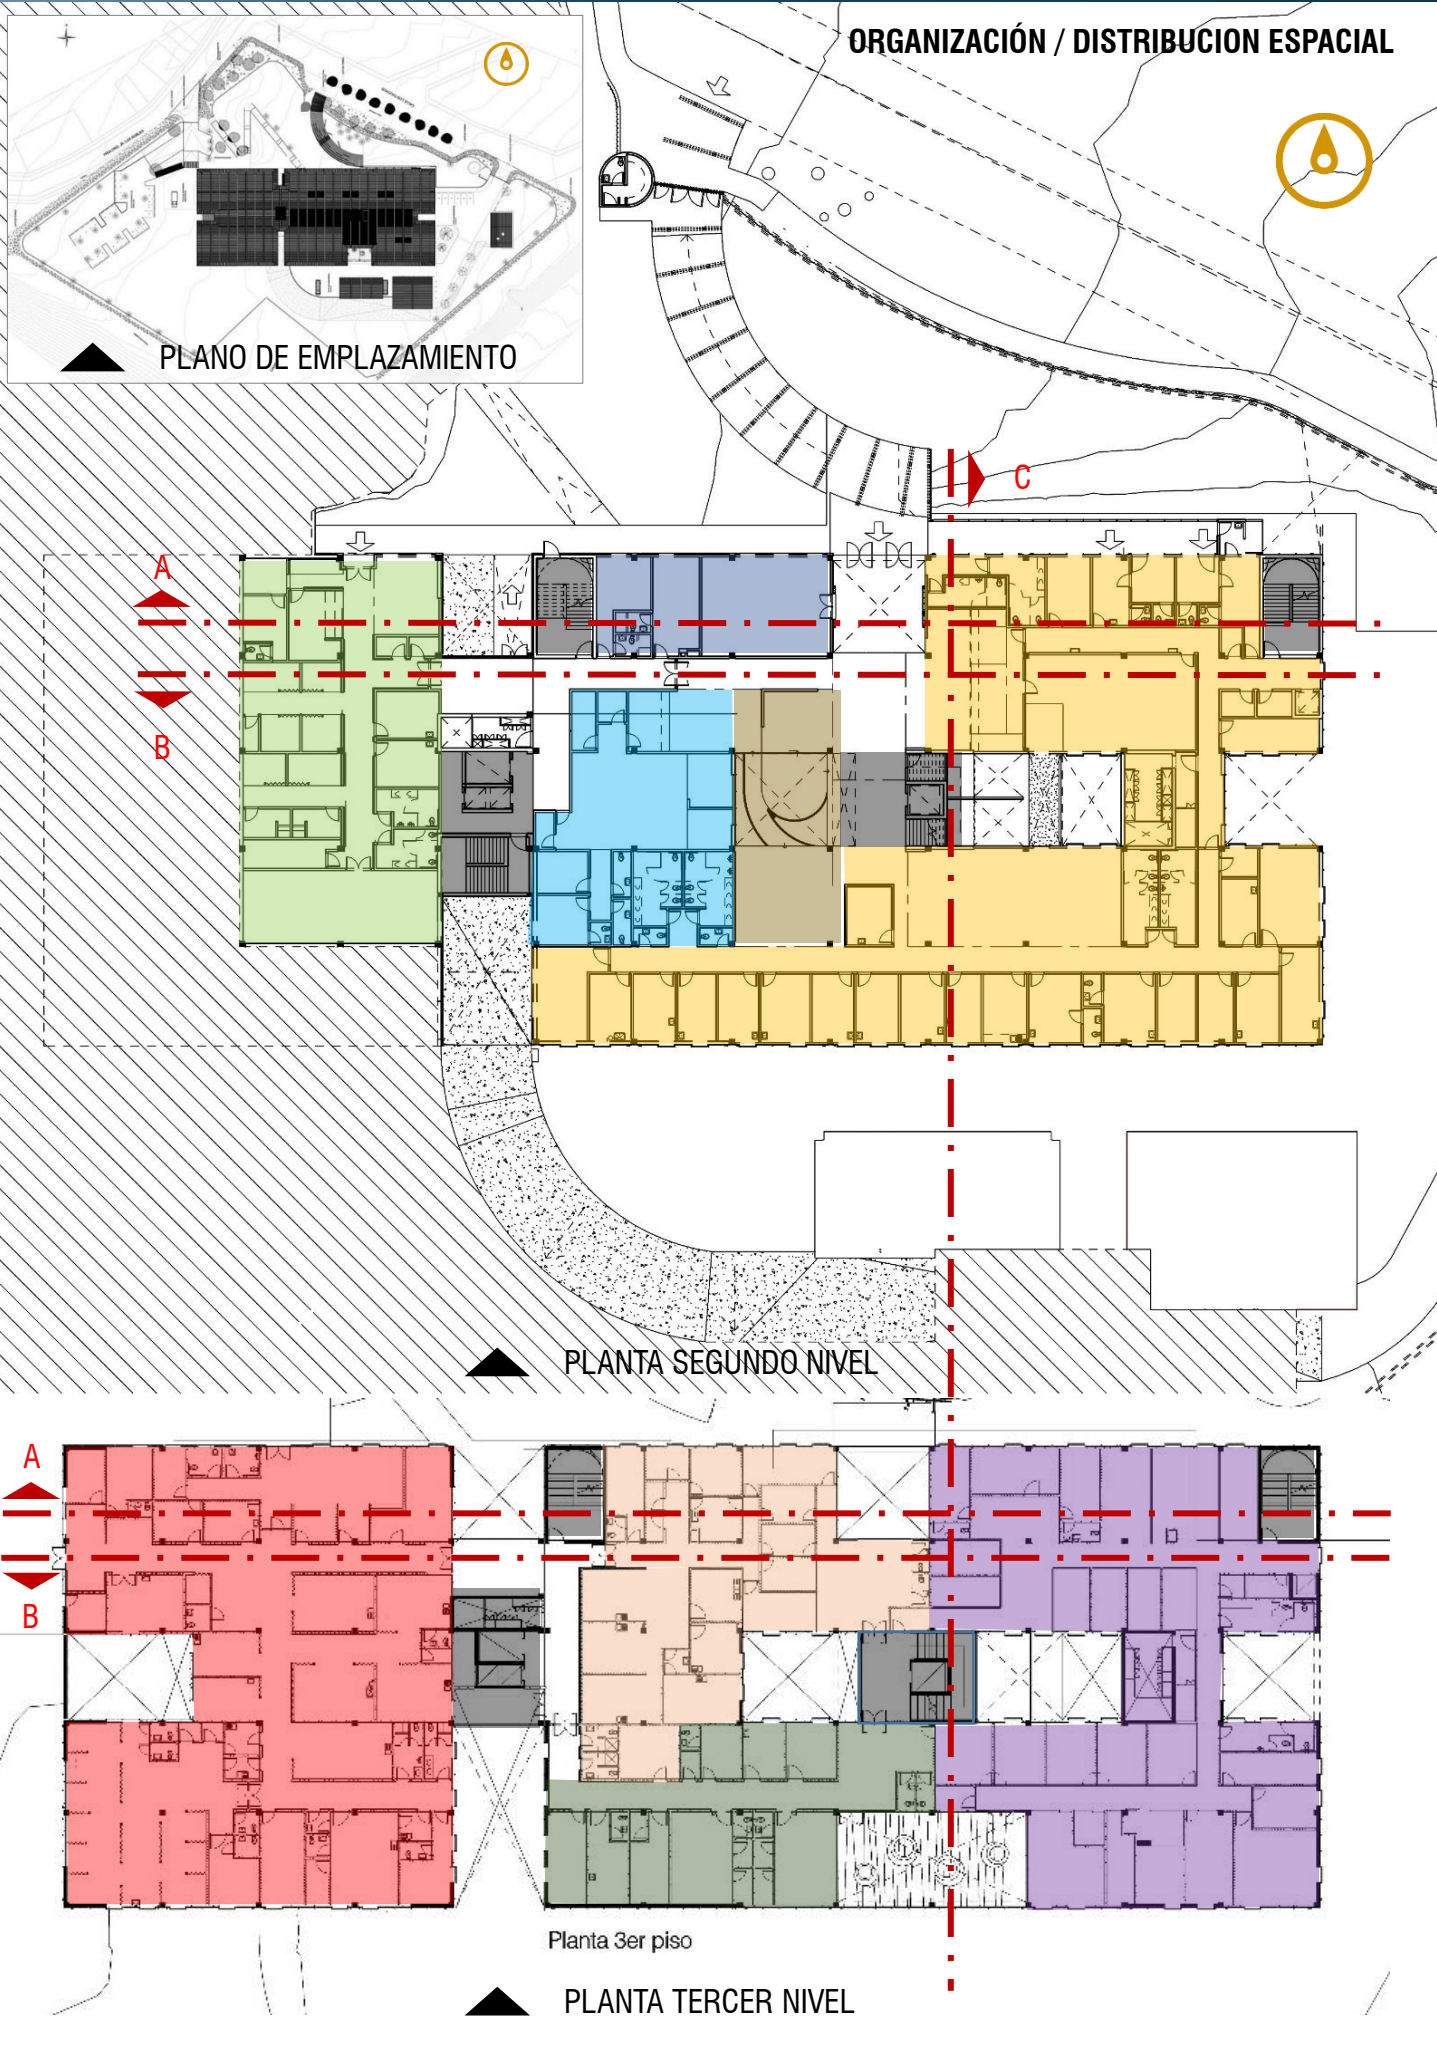 ORGANIZACIÓN / DISTRIBUCION ESPACIAL
PLANO DE EMPLAZAMIENTO
C
A
B
PLANTA SEGUNDO NIVEL
A
B
Planta 3er piso
PLANTA TERCER NIVEL